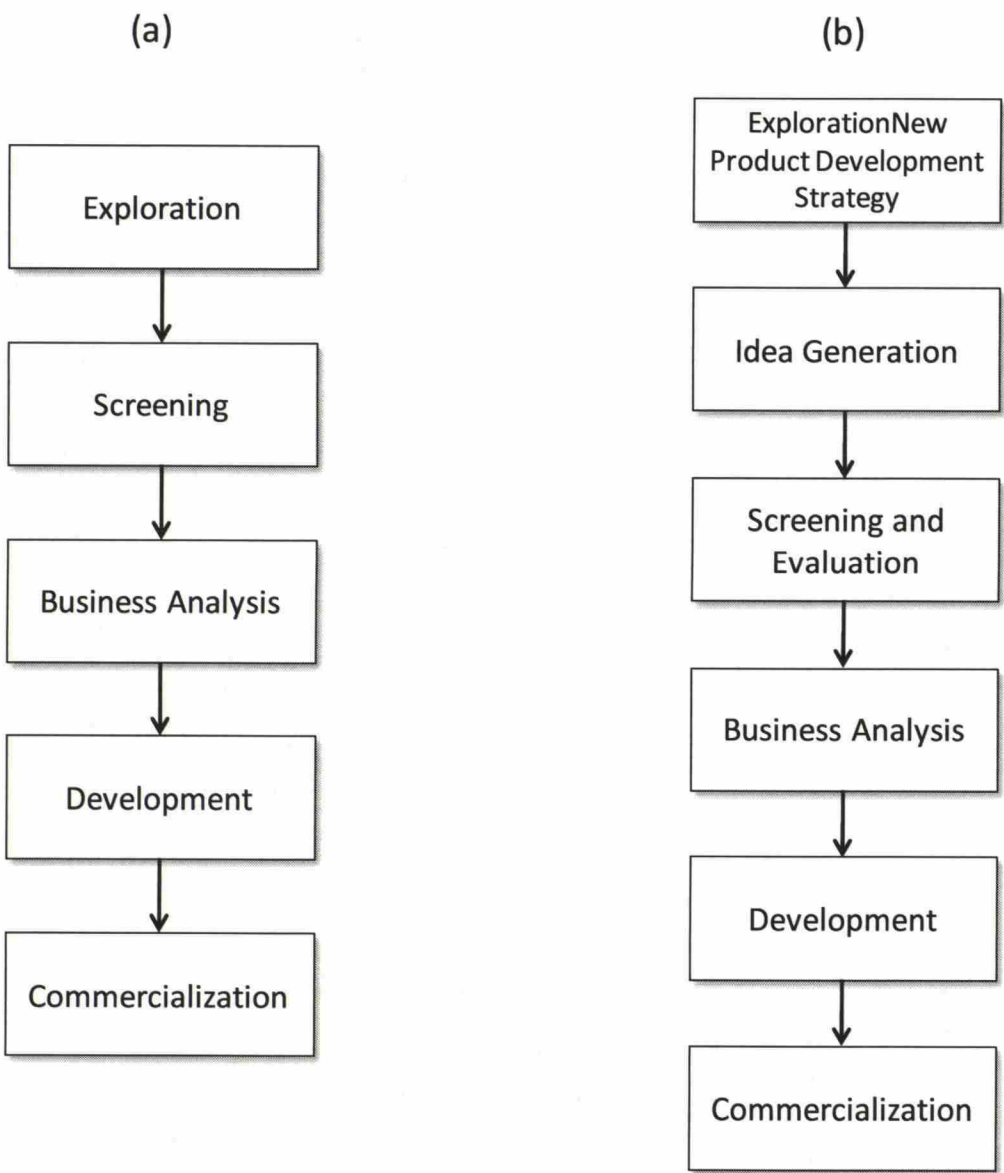 (a)
Exploration
Screening
Business Analysis
Development
Commercialization
(b)
ExplorationNew
Product Development
Strategy
Idea Generation
Screening and
Evaluation
Business Analysis
Development
Commercialization